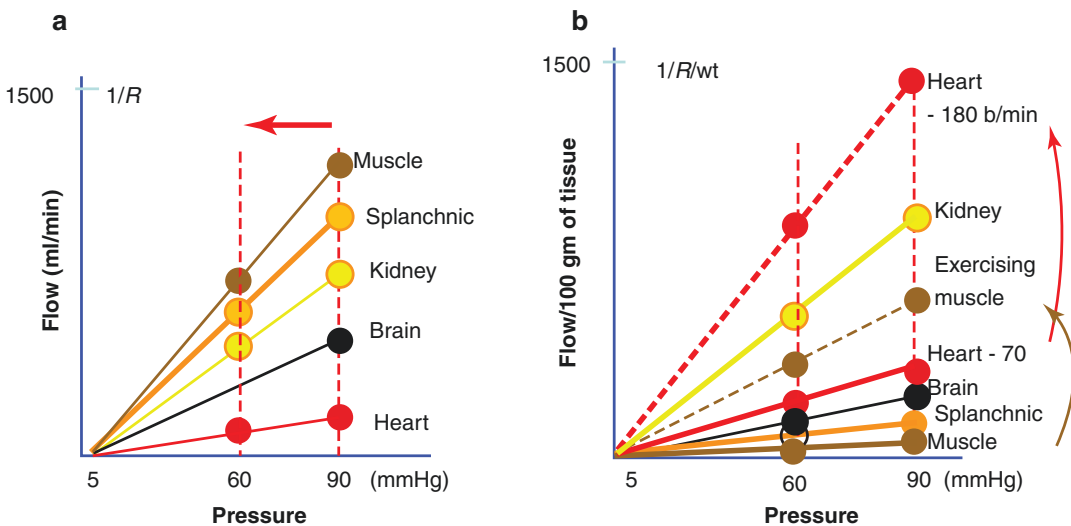 a
1500
1/R
Muscle
Splanchnic
Kidney
Brain
Heart
Flow (ml/min)
5
60
90
(mmHg)
Pressure
b
1500
1/R/wt
Heart
- 180 b/min
Kidney
Exercising
muscle
Heart - 70
Brain
Splanchnic
Muscle
Flow/100 gm of tissue
5
60
90
(mmHg)
Pressure